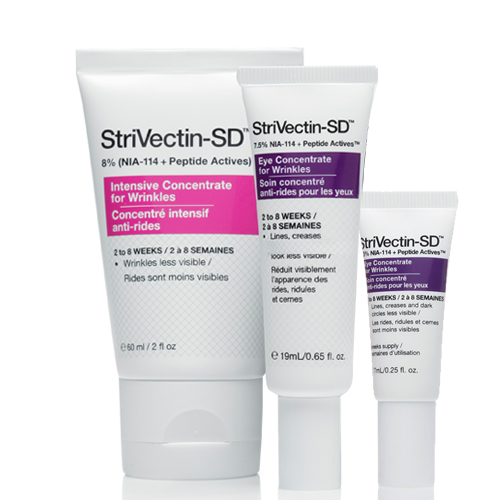 StriVectin-SD™
8% (NIA-114 + Peptide Actives)
Intensive Concentrate
for Wrinkles
Concentré intensif
anti-rides
2 to 8 WEEKS / 2 à 8 SEMAINES
• Wrinkles less visible /
Rides sont moins visibles
℮ 60 ml / 2 fl oz
StriVectin-SD™
7.5% NIA-114 + Peptide Actives™
Eye Concentrate
for Wrinkles
Soin concentré
anti-rides pour les yeux
2 to 8 WEEKS /
2 à 8 SEMAINES
• Lines, creases
look less visible /
Réduit visiblement
l'apparence des
rides, ridules
et cernes
℮ 19mL/0.65 fl. oz.
StriVectin-SD™
NIA-114 + Peptide Actives™
Eye Concentrate
for Wrinkles
Soin concentré
anti-rides pour les yeux
to 8 WEEKS / 2 à 8 SEMAINES
Lines, creases and dark
circles less visible /
Les rides, ridules et cernes
sont moins visibles
supply /
d'utilisation
7mL/0.25 fl. oz.